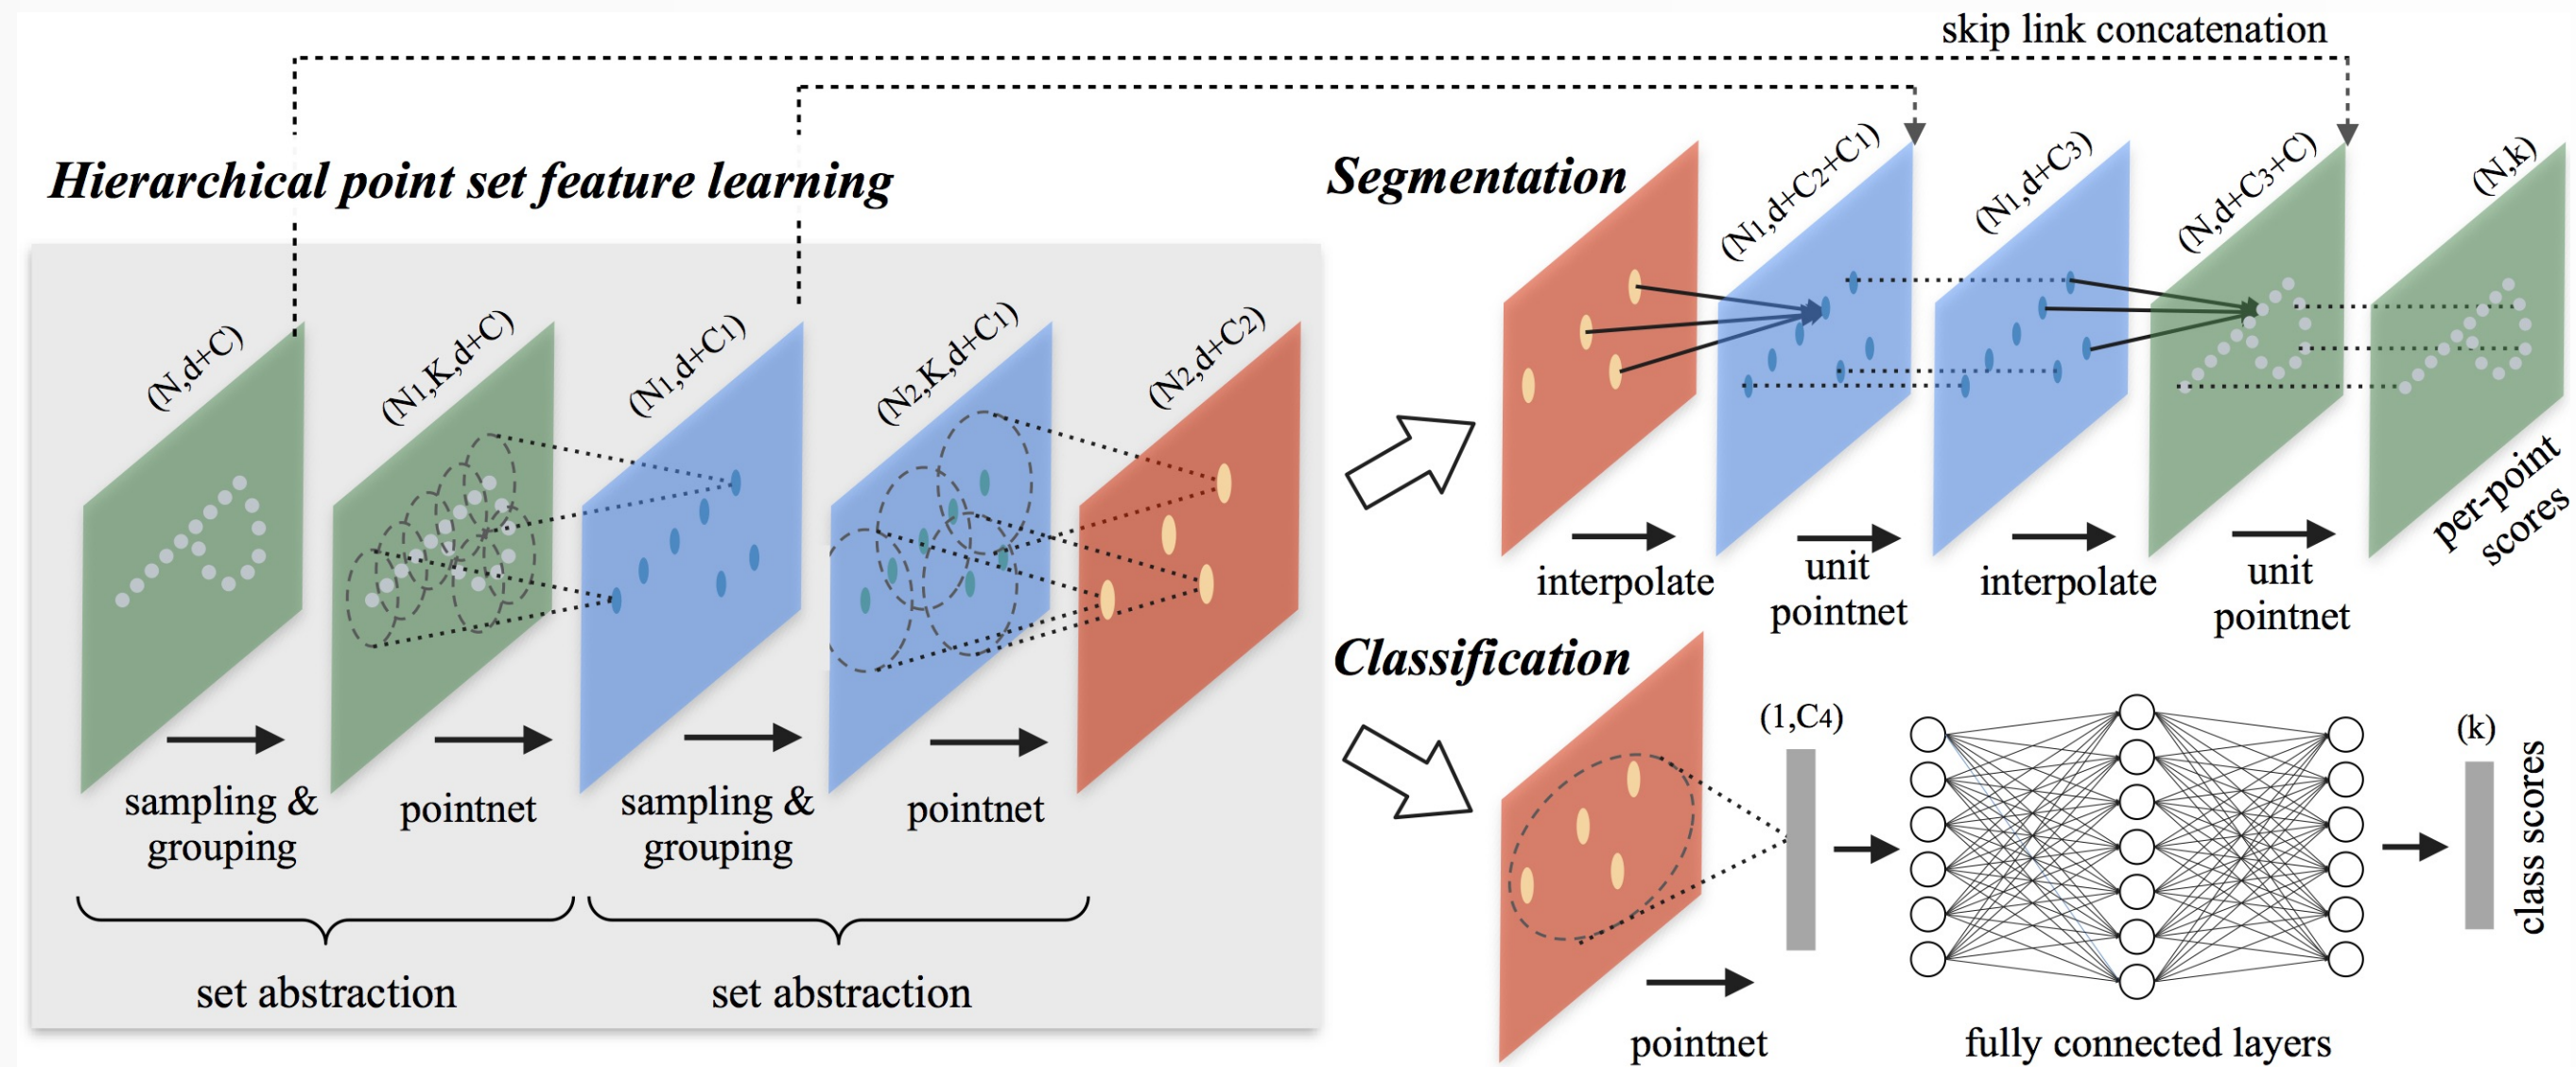 skip link concatenation
Hierarchical point set feature learning
(N,d+C)
(N1,K,d+C)
(N1,d+C1)
(N2,K,d+C1)
(N2,d+C2)
sampling &
grouping
pointnet
sampling &
grouping
pointnet
set abstraction
set abstraction
Segmentation
(N1,d+C2+C1)
(N1,d+C3)
(N,d+C3+C)
(N,k)
interpolate
unit
pointnet
interpolate
unit
pointnet
per-point
scores
Classification
(1,C4)
(k)
class scores
pointnet
fully connected layers